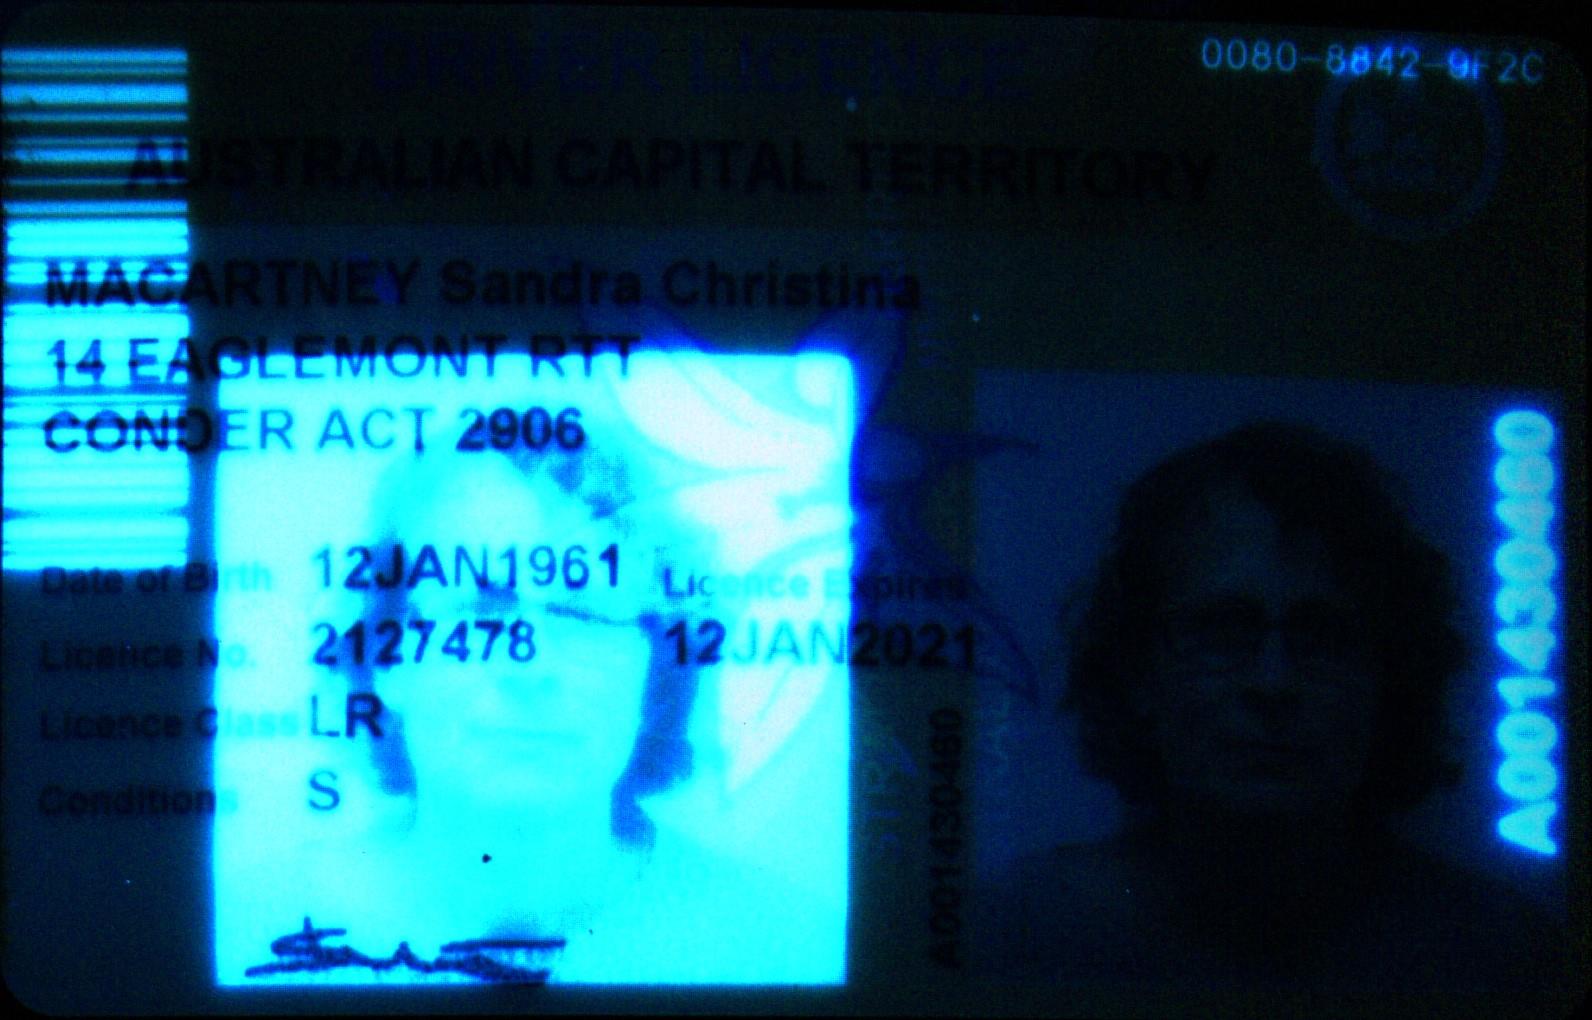 DRIVER LICENCE
0080-8842-9F2C
AUSTRALIAN CAPITAL TERRITORY
MACARTNEY Sandra Christina
14 EAGLEMONT RTT
CONDER ACT 2906
Date of Birth 12JAN1961 Licence Expires
Licence No. 2127478 12JAN2021
Licence Class LR
Conditions S
A001430460
A001430460